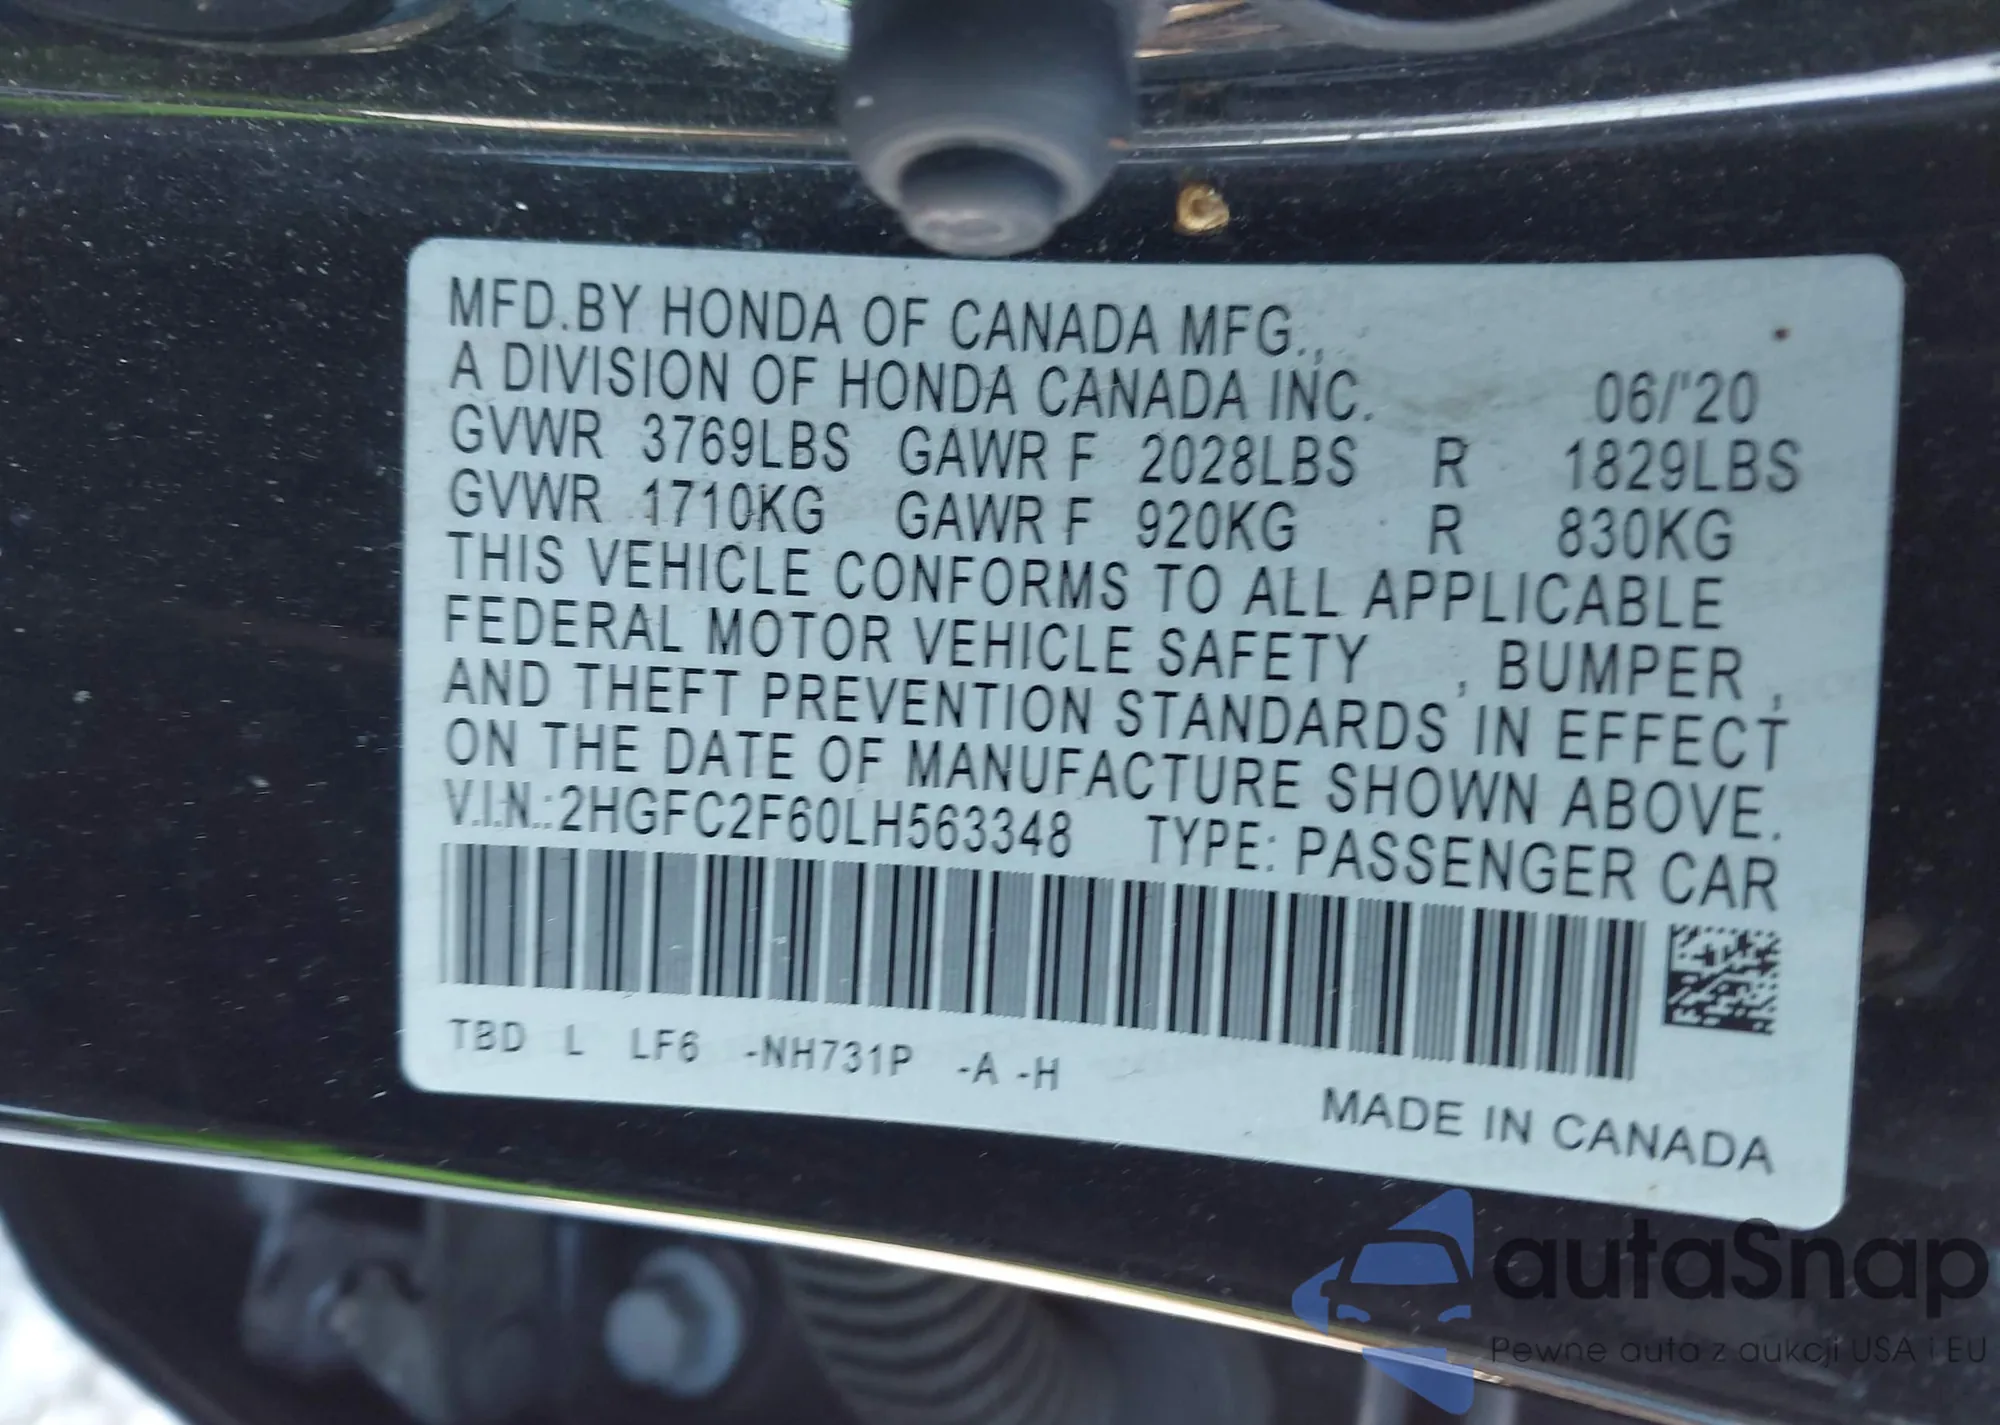 MFD.BY HONDA OF CANADA MFG.,
A DIVISION OF HONDA CANADA INC. 06/'20
GVWR 3769LBS GAWR F 2028LBS R 1829LBS
GVWR 1710KG GAWR F 920KG R 830KG
THIS VEHICLE CONFORMS TO ALL APPLICABLE
FEDERAL MOTOR VEHICLE SAFETY , BUMPER ,
AND THEFT PREVENTION STANDARDS IN EFFECT
ON THE DATE OF MANUFACTURE SHOWN ABOVE.
V.I.N.:2HGFC2F60LH563348 TYPE: PASSENGER CAR
TBD L LF6 -NH731P -A -H
MADE IN CANADA
autaSnap
Pewne auta z aukcji USA i EU